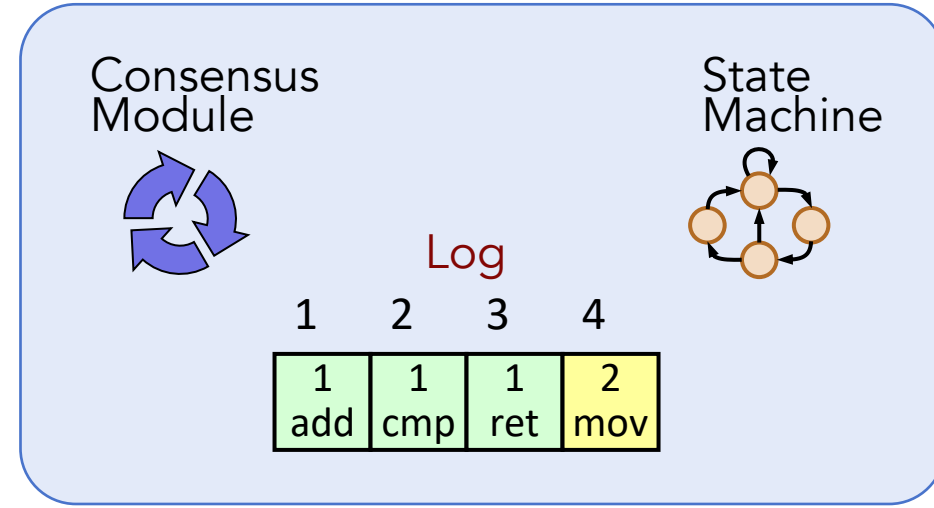 Consensus
Module
State
Machine
Log
1 2 3 4
1 1 1 2
add cmp ret mov